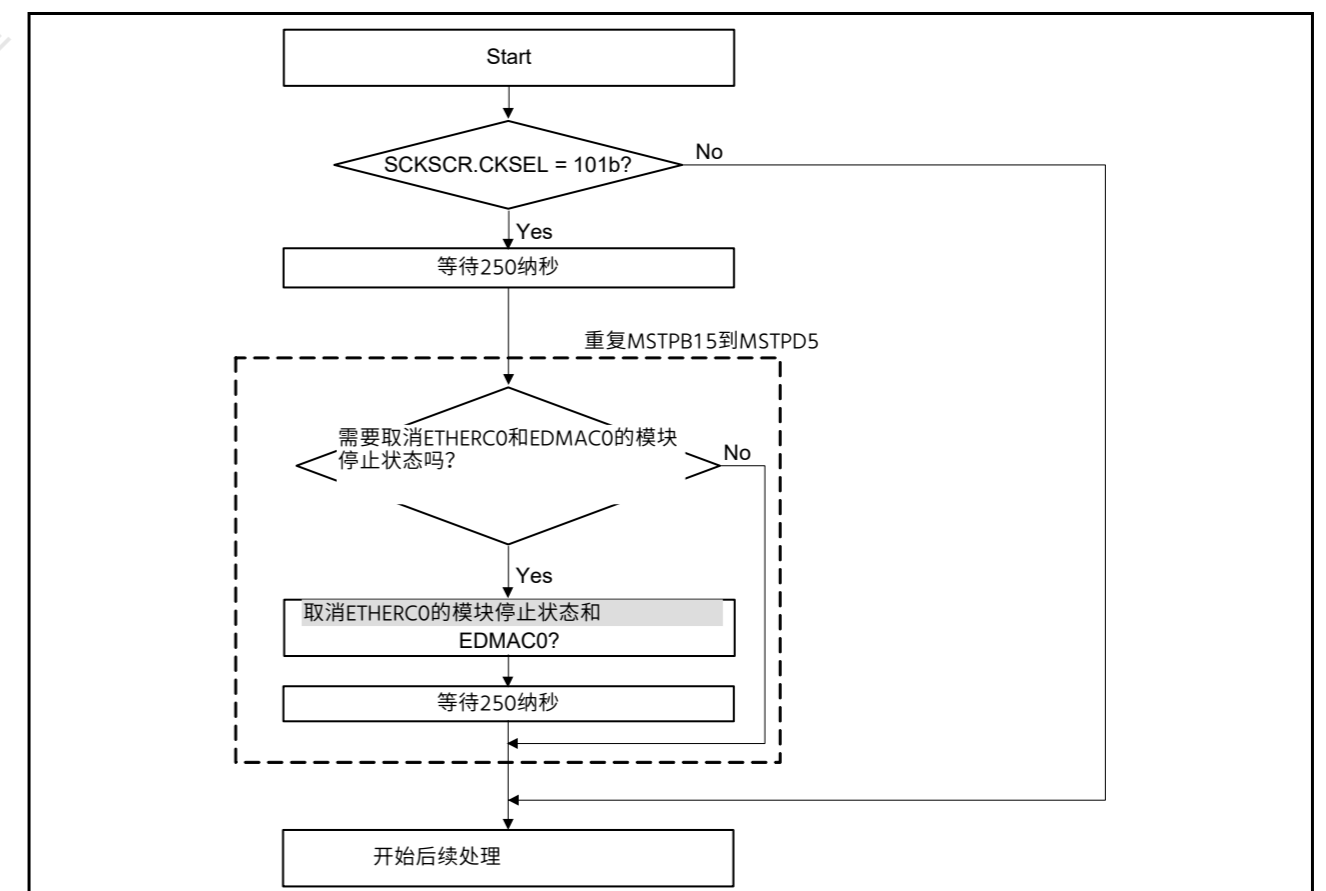 Start
SCKSCR.CKSEL = 101b?
No
Yes
等待250纳秒
重复MSTPB15到MSTPD5
需要取消ETHERC0和EDMAC0的模块
停止状态吗?
No
Yes
取消ETHERC0的模块停止状态和
EDMAC0?
等待250纳秒
开始后续处理